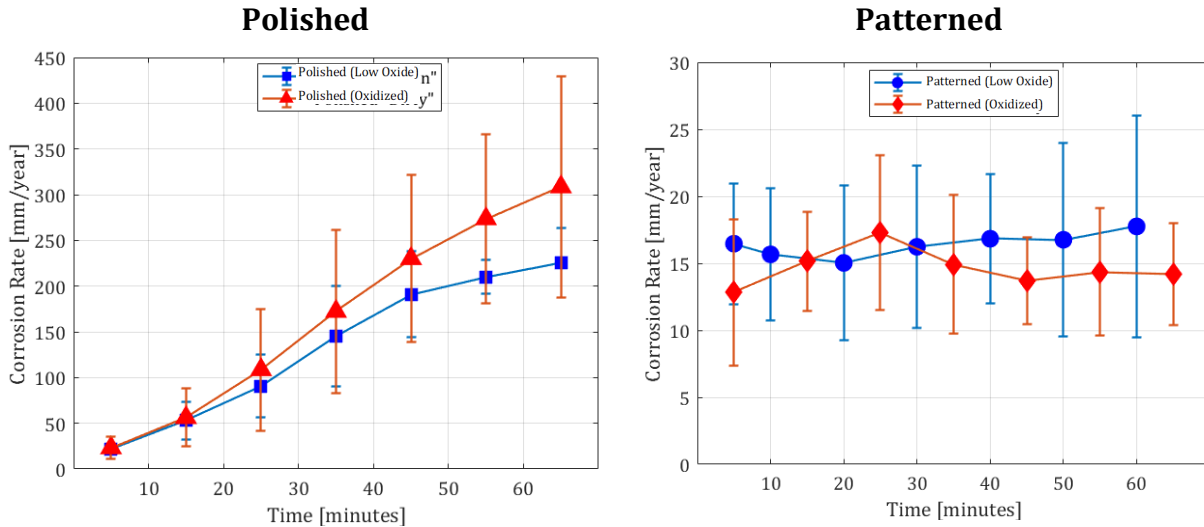 Polished
450
400
350
300
250
200
150
100
50
0
Corrosion Rate [mm/year]
Polished (Low Oxide)
n"
Polished (Oxidized)
y"
10 20 30 40 50 60
Time [minutes]
Patterned
30
25
20
15
10
5
0
Corrosion Rate [mm/year]
Patterned (Low Oxide)
Patterned (Oxidized)
10 20 30 40 50 60
Time [minutes]